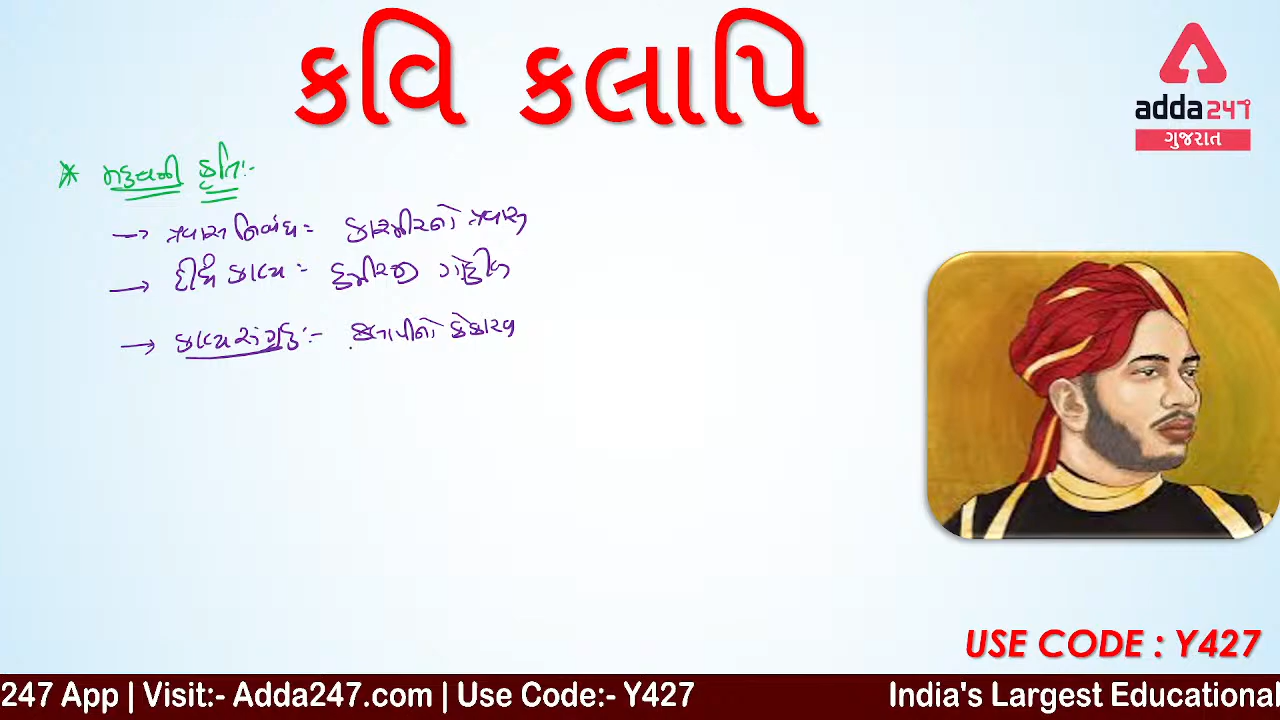 કવિ કલાપિ
adda247
ગુજરાત
* મહત્વની કૃતિ:-
→ પ્રવાસ નિબંધ:- કાશ્મીરનો પ્રવાસ
→ દીર્ઘ કાવ્ય:- હમીરજી ગોહીલ
→ કાવ્યસંગ્રહ:- કલાપીનો કેકારવ
USE CODE : Y427
247 App | Visit:- Adda247.com | Use Code:- Y427
India's Largest Educational